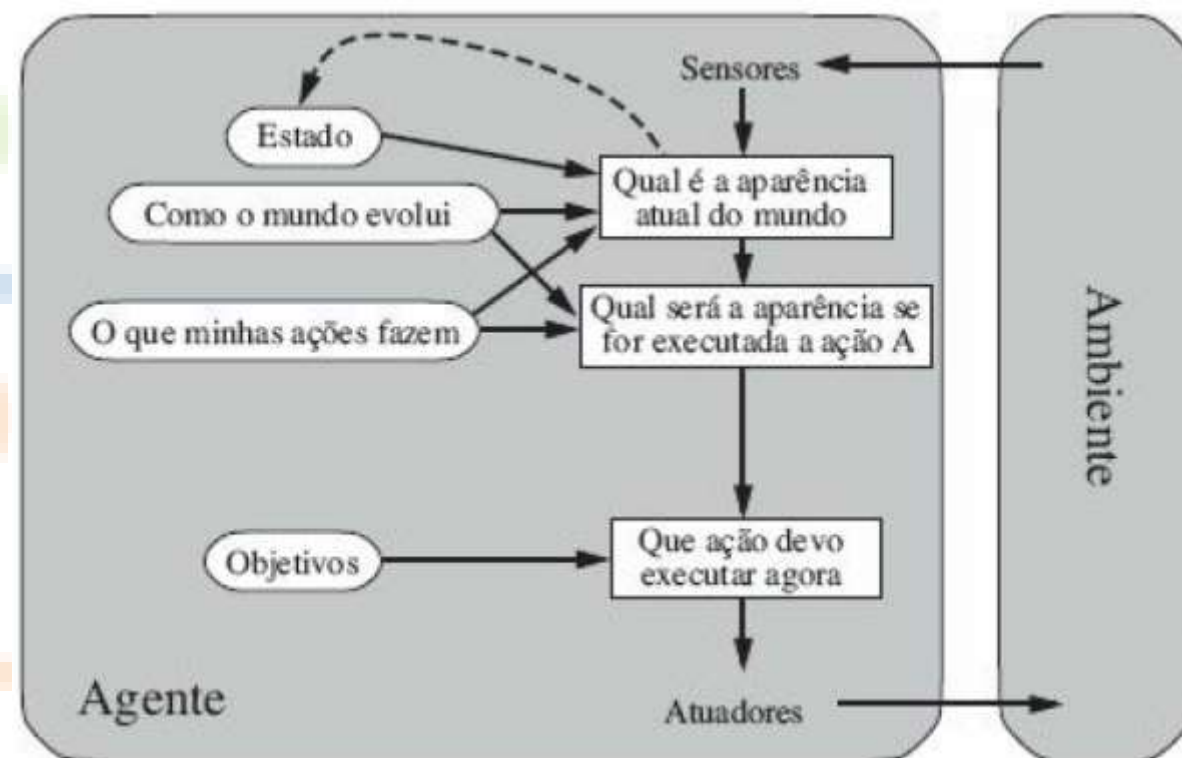 Sensores
Estado
Qual é a aparência
atual do mundo
Como o mundo evolui
Qual será a aparência se
for executada a ação A
O que minhas ações fazem
Ambiente
Que ação devo
executar agora
Objetivos
Agente
Atuadores